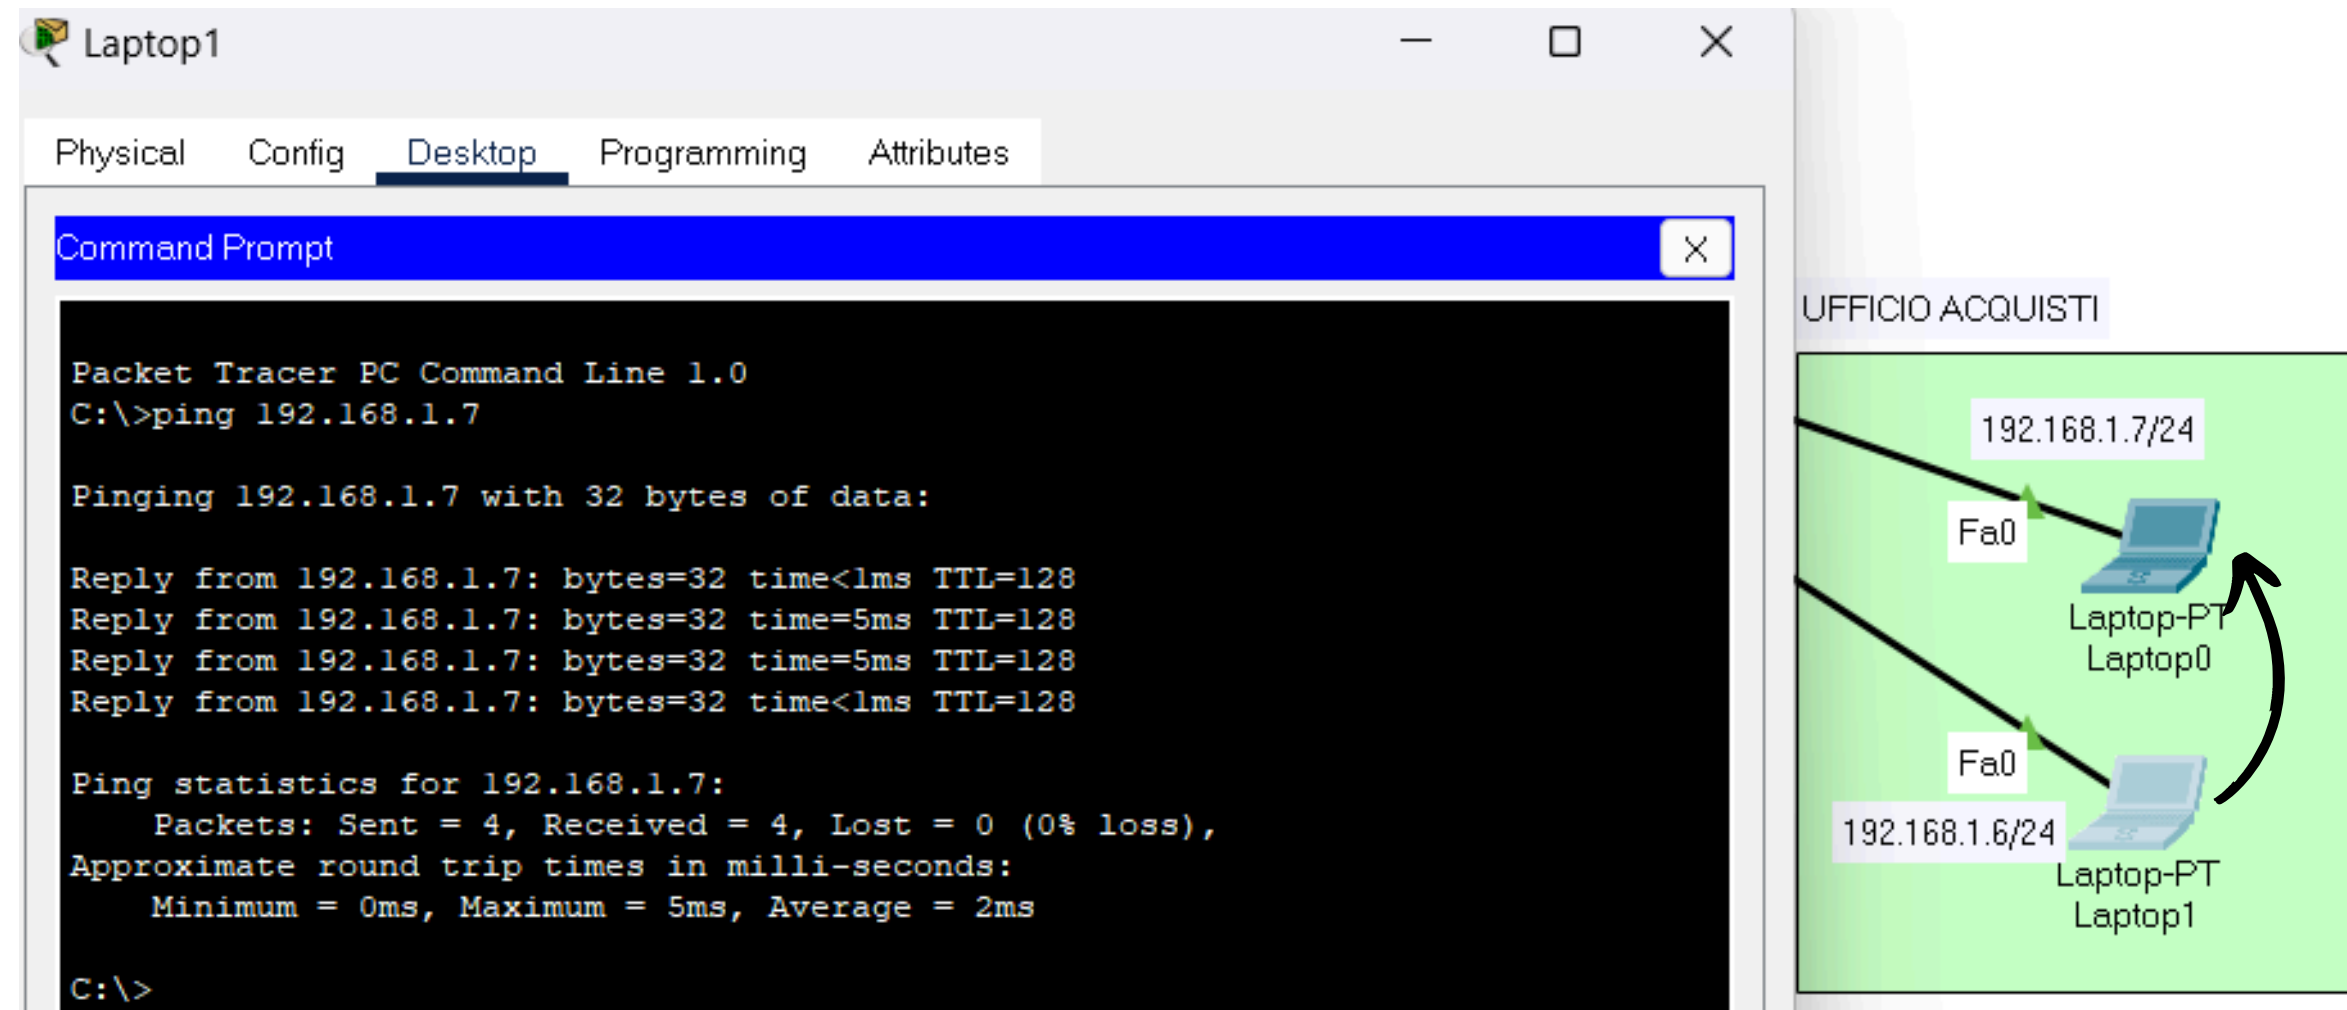 Laptop1
Physical Config Desktop Programming Attributes
Command Prompt
X
Packet Tracer PC Command Line 1.0
C:\>ping 192.168.1.7
Pinging 192.168.1.7 with 32 bytes of data:
Reply from 192.168.1.7: bytes=32 time<1ms TTL=128
Reply from 192.168.1.7: bytes=32 time=5ms TTL=128
Reply from 192.168.1.7: bytes=32 time=5ms TTL=128
Reply from 192.168.1.7: bytes=32 time<1ms TTL=128
Ping statistics for 192.168.1.7:
Packets: Sent = 4, Received = 4, Lost = 0 (0% loss),
Approximate round trip times in milli-seconds:
Minimum = 0ms, Maximum = 5ms, Average = 2ms
C:\>
UFFICIO ACQUISTI
192.168.1.7/24
Fa0
Laptop-PT
Laptop0
Fa0
192.168.1.6/24
Laptop-PT
Laptop1